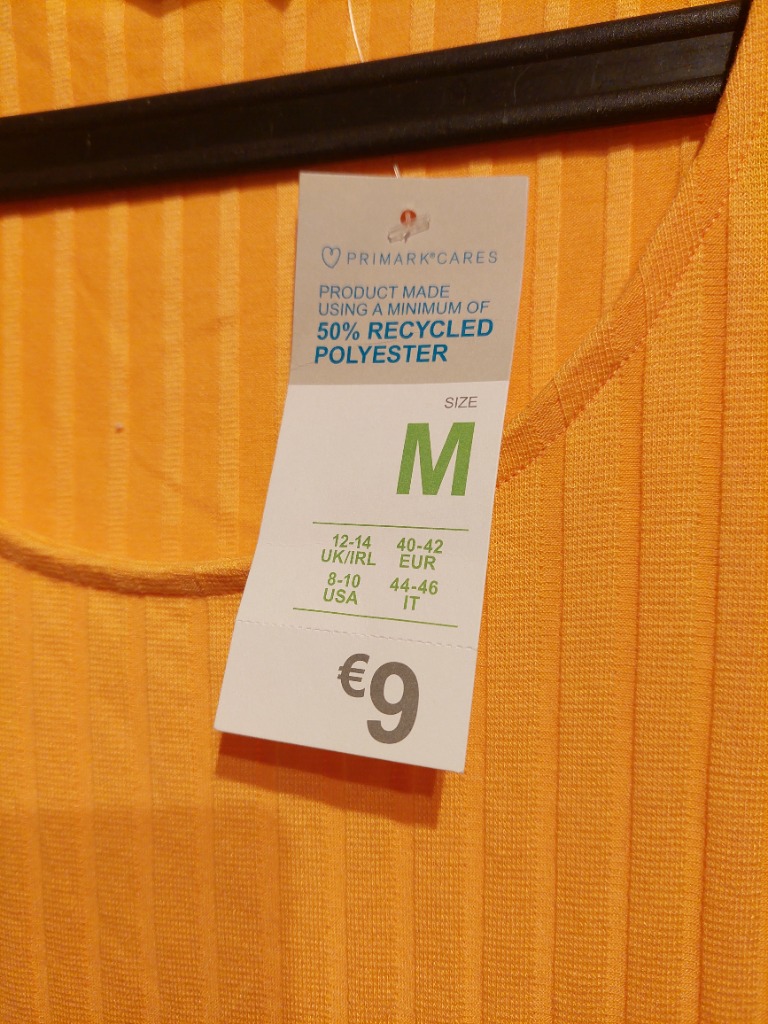 PRIMARK®CARES
PRODUCT MADE
USING A MINIMUM OF
50% RECYCLED
POLYESTER
SIZE
M
12-14 40-42
UK/IRL EUR
8-10 44-46
USA IT
€9